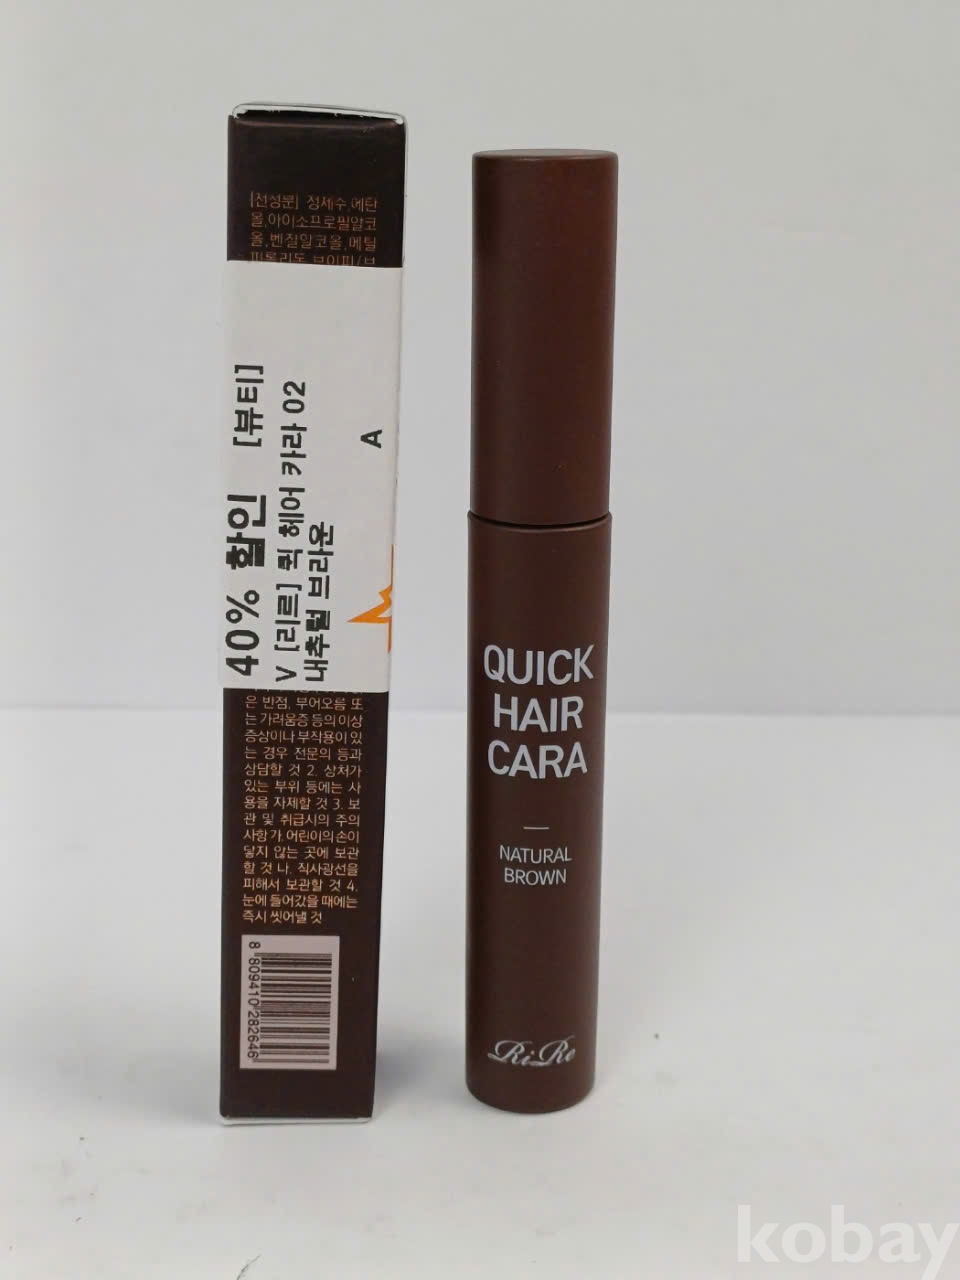 [전성분] 정제수,에탄
올,아이소프로필알코
올,벤질알코올,메틸
피롤리돈,브이피/브
40% 할인 [뷰티]
V [리르] 퀵 헤어 카라 02
내추럴 브라운
A
은 반점, 부어오름 또
는 가려움증 등의 이상
증상이나 부작용이 있
는 경우 전문의 등과
상담할 것 2. 상처가
있는 부위 등에는 사
용을 자제할 것 3. 보
관 및 취급시의 주의
사항 가. 어린이의 손이
닿지 않는 곳에 보관
할 것 나. 직사광선을
피해서 보관할 것 4.
눈에 들어갔을 때에는
즉시 씻어낼 것
8 809410 282646
QUICK
HAIR
CARA
NATURAL
BROWN
RiRe
kobay